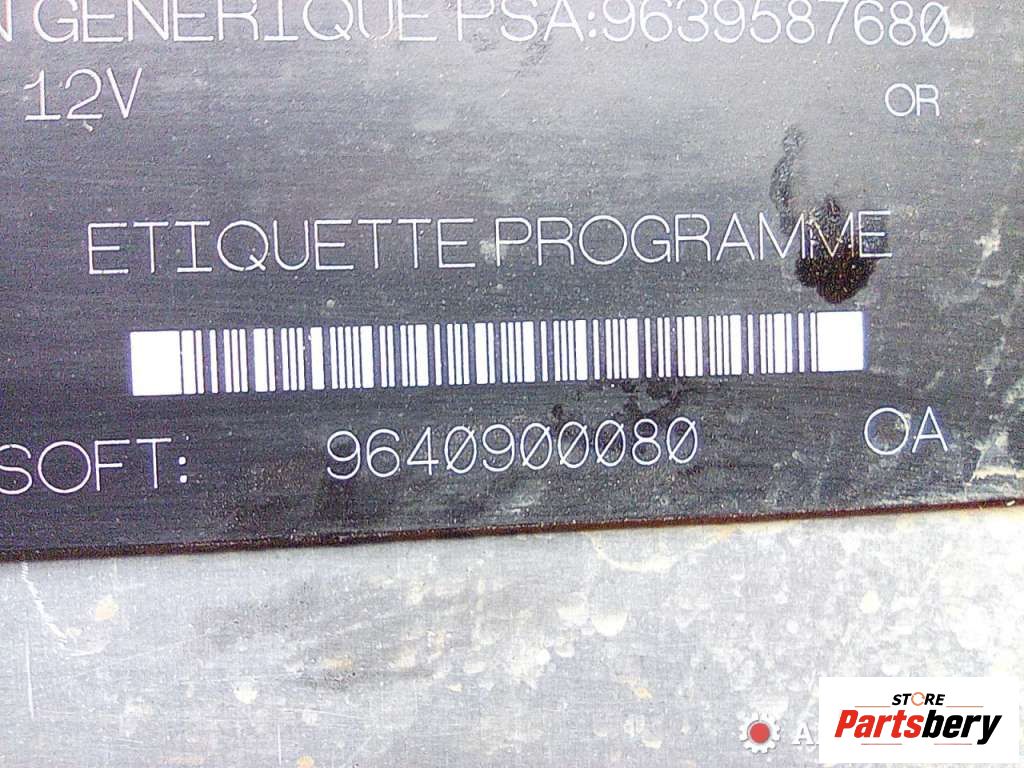 N GENERIQUE PSA:9639587680
12V OR
ETIQUETTE PROGRAMME
SOFT: 9640900080 OA
STORE
Partsbery
A